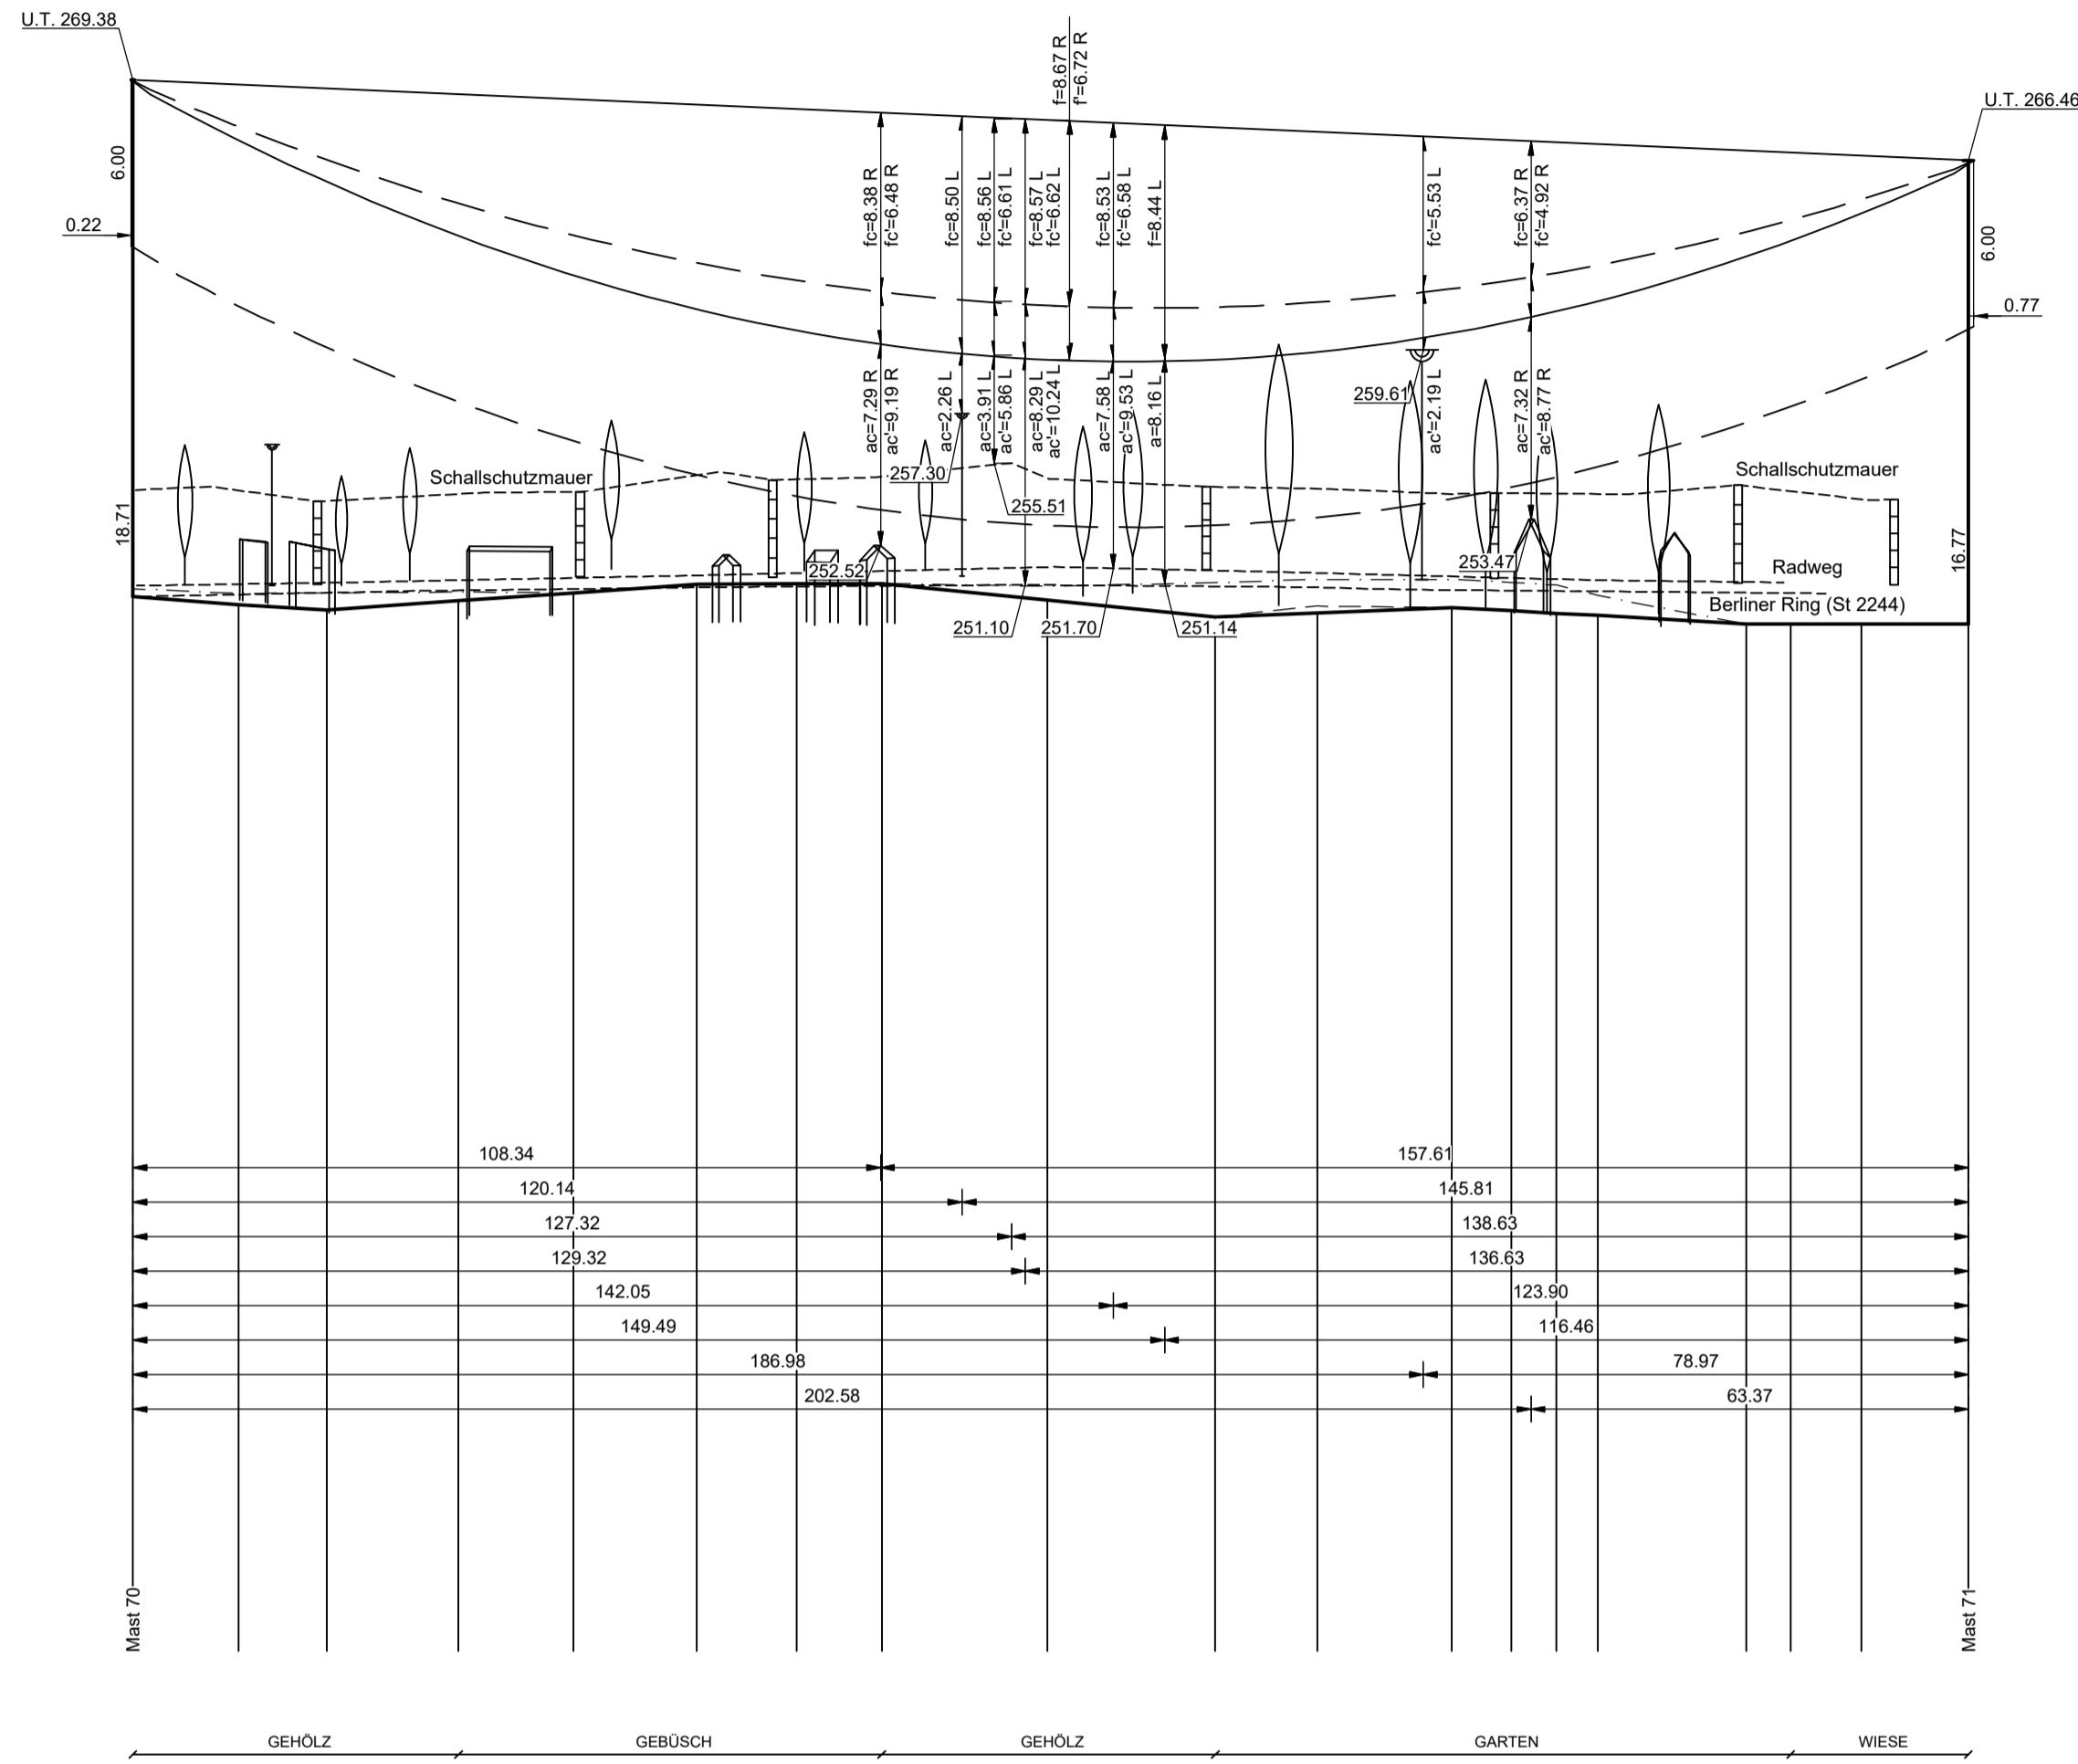 U.T. 269.38
f=8.67 R
f'=6.72 R
U.T. 266.46
6.00
0.22
fc=8.38 R
fc'=6.48 R
fc=8.50 L
fc=8.56 L
fc'=6.61 L
fc=8.57 L
fc'=6.62 L
fc=8.53 L
fc'=6.58 L
f=8.44 L
fc'=5.53 L
fc=6.37 R
fc'=4.92 R
6.00
0.77
ac=7.29 R
ac'=9.19 R
ac=2.26 L
ac=3.91 L
ac'=5.86 L
ac=8.29 L
ac'=10.24 L
ac=7.58 L
ac'=9.53 L
a=8.16 L
259.61
ac'=2.19 L
ac=7.32 R
ac'=8.77 R
Schallschutzmauer
257.30
255.51
Schallschutzmauer
18.71
252.52
253.47
16.77
Radweg
Berliner Ring (St 2244)
251.10
251.70
251.14
108.34
157.61
120.14
145.81
127.32
138.63
129.32
136.63
142.05
123.90
149.49
116.46
186.98
78.97
202.58
63.37
Mast 70
Mast 71
GEHÖLZ
GEBÜSCH
GEHÖLZ
GARTEN
WIESE